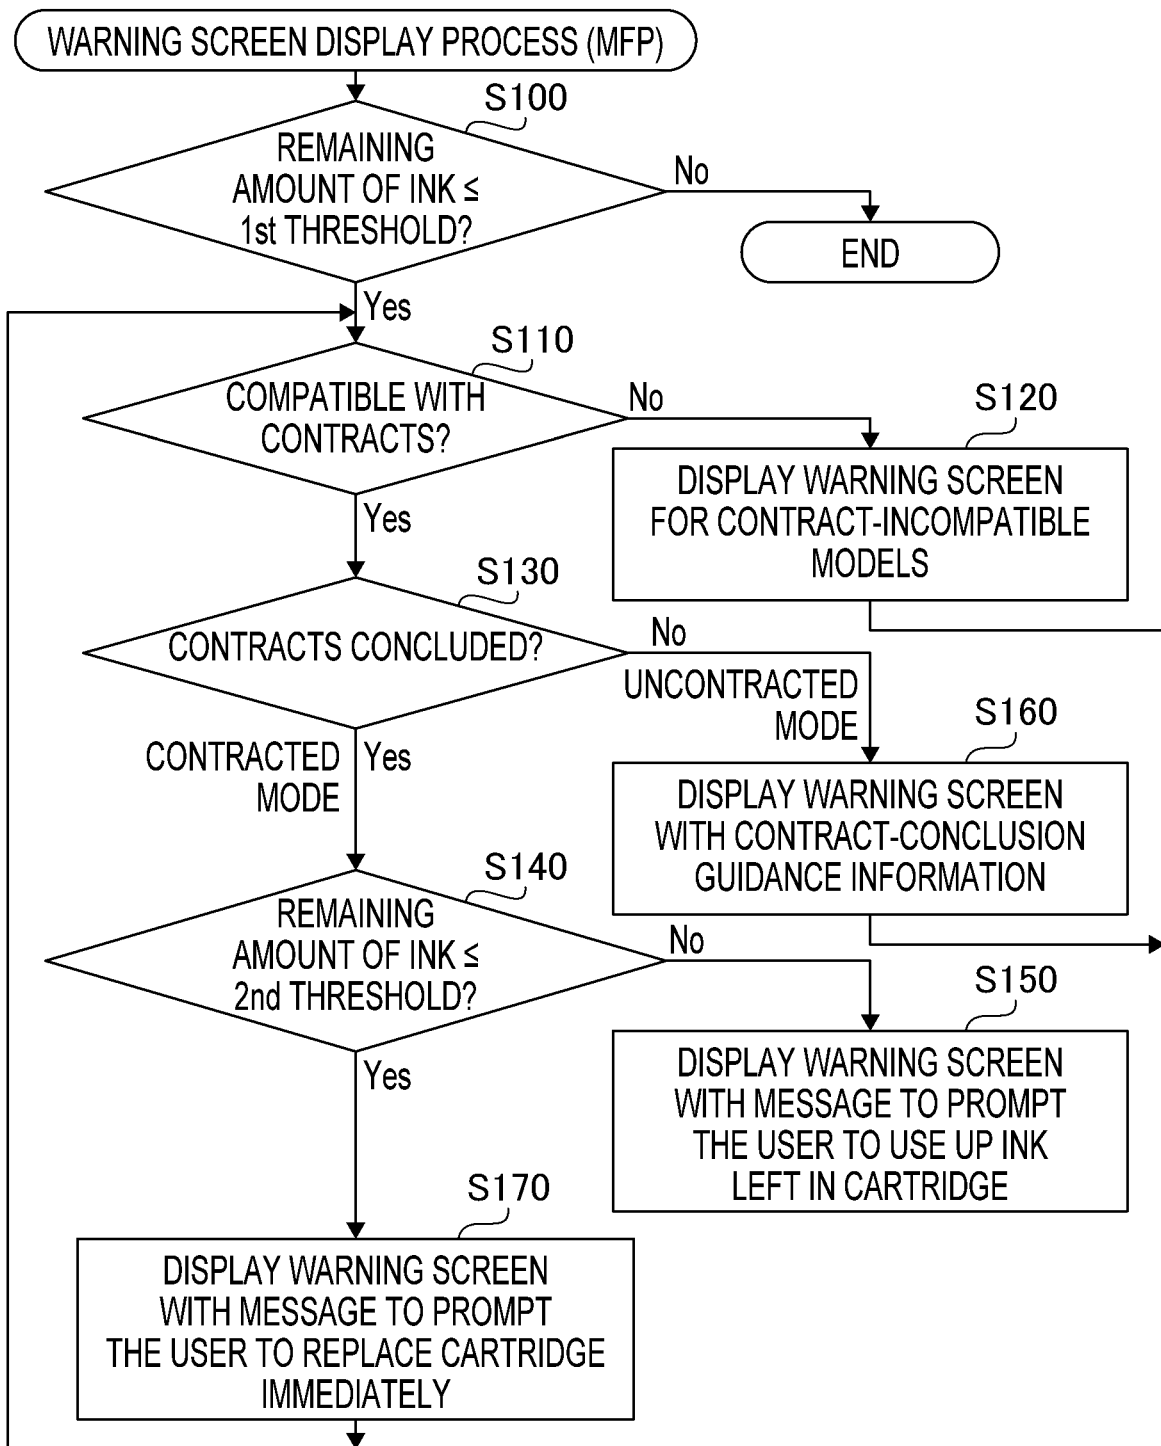 WARNING SCREEN DISPLAY PROCESS (MFP)
S100
REMAINING
AMOUNT OF INK ≤
1st THRESHOLD?
No
END
Yes
S110
COMPATIBLE WITH
CONTRACTS?
No
S120
DISPLAY WARNING SCREEN
FOR CONTRACT-INCOMPATIBLE
MODELS
Yes
S130
CONTRACTS CONCLUDED?
No
UNCONTRACTED
MODE
CONTRACTED
MODE
Yes
S160
DISPLAY WARNING SCREEN
WITH CONTRACT-CONCLUSION
GUIDANCE INFORMATION
S140
REMAINING
AMOUNT OF INK ≤
2nd THRESHOLD?
No
S150
DISPLAY WARNING SCREEN
WITH MESSAGE TO PROMPT
THE USER TO USE UP INK
LEFT IN CARTRIDGE
Yes
S170
DISPLAY WARNING SCREEN
WITH MESSAGE TO PROMPT
THE USER TO REPLACE CARTRIDGE
IMMEDIATELY